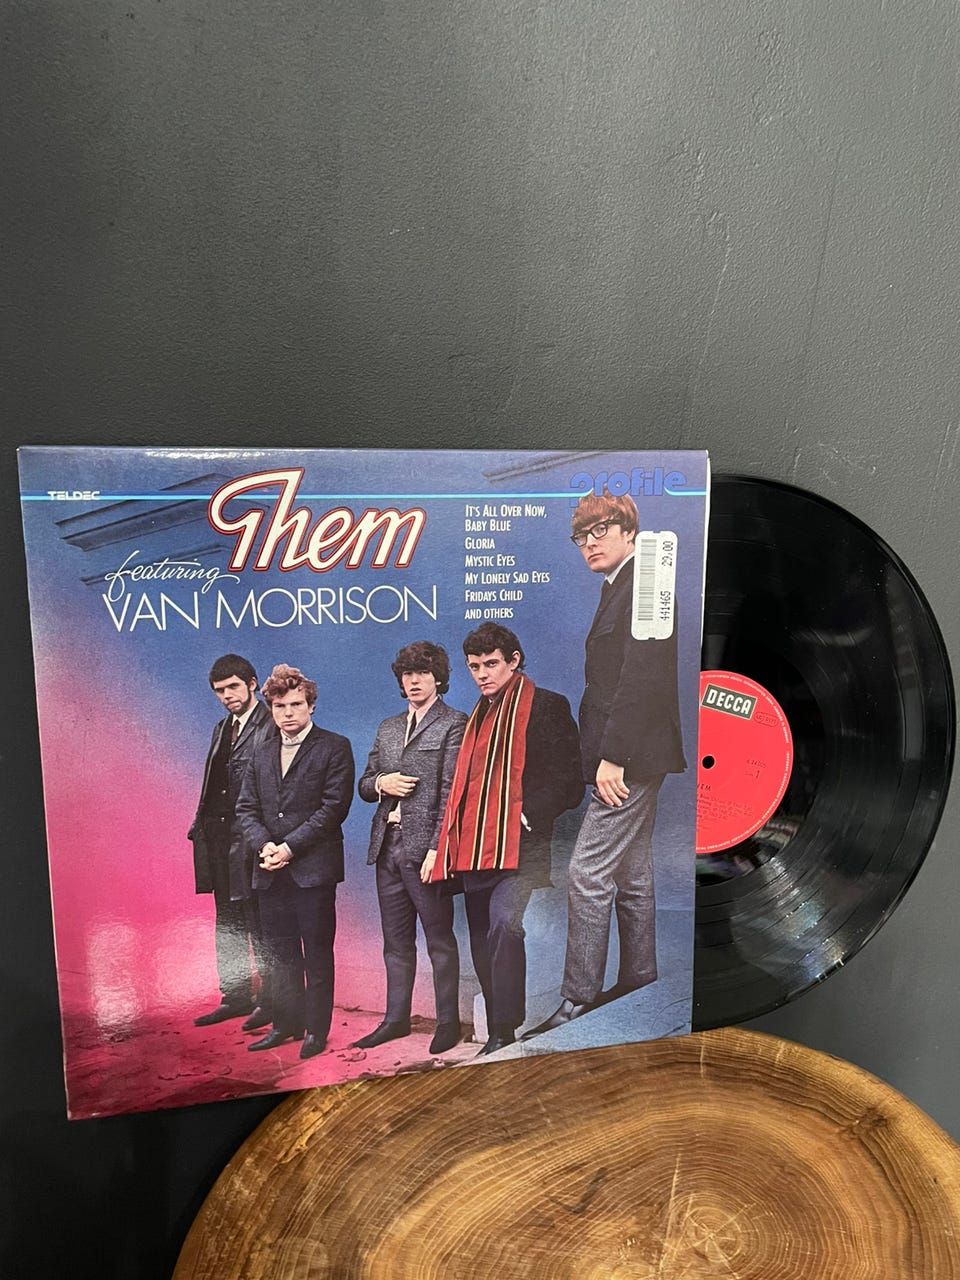 TELDEC
profile
Them
featuring
VAN MORRISON
IT'S ALL OVER NOW,
BABY BLUE
GLORIA
MYSTIC EYES
MY LONELY SAD EYES
FRIDAYS CHILD
AND OTHERS
441465 29.00
DECCA
1